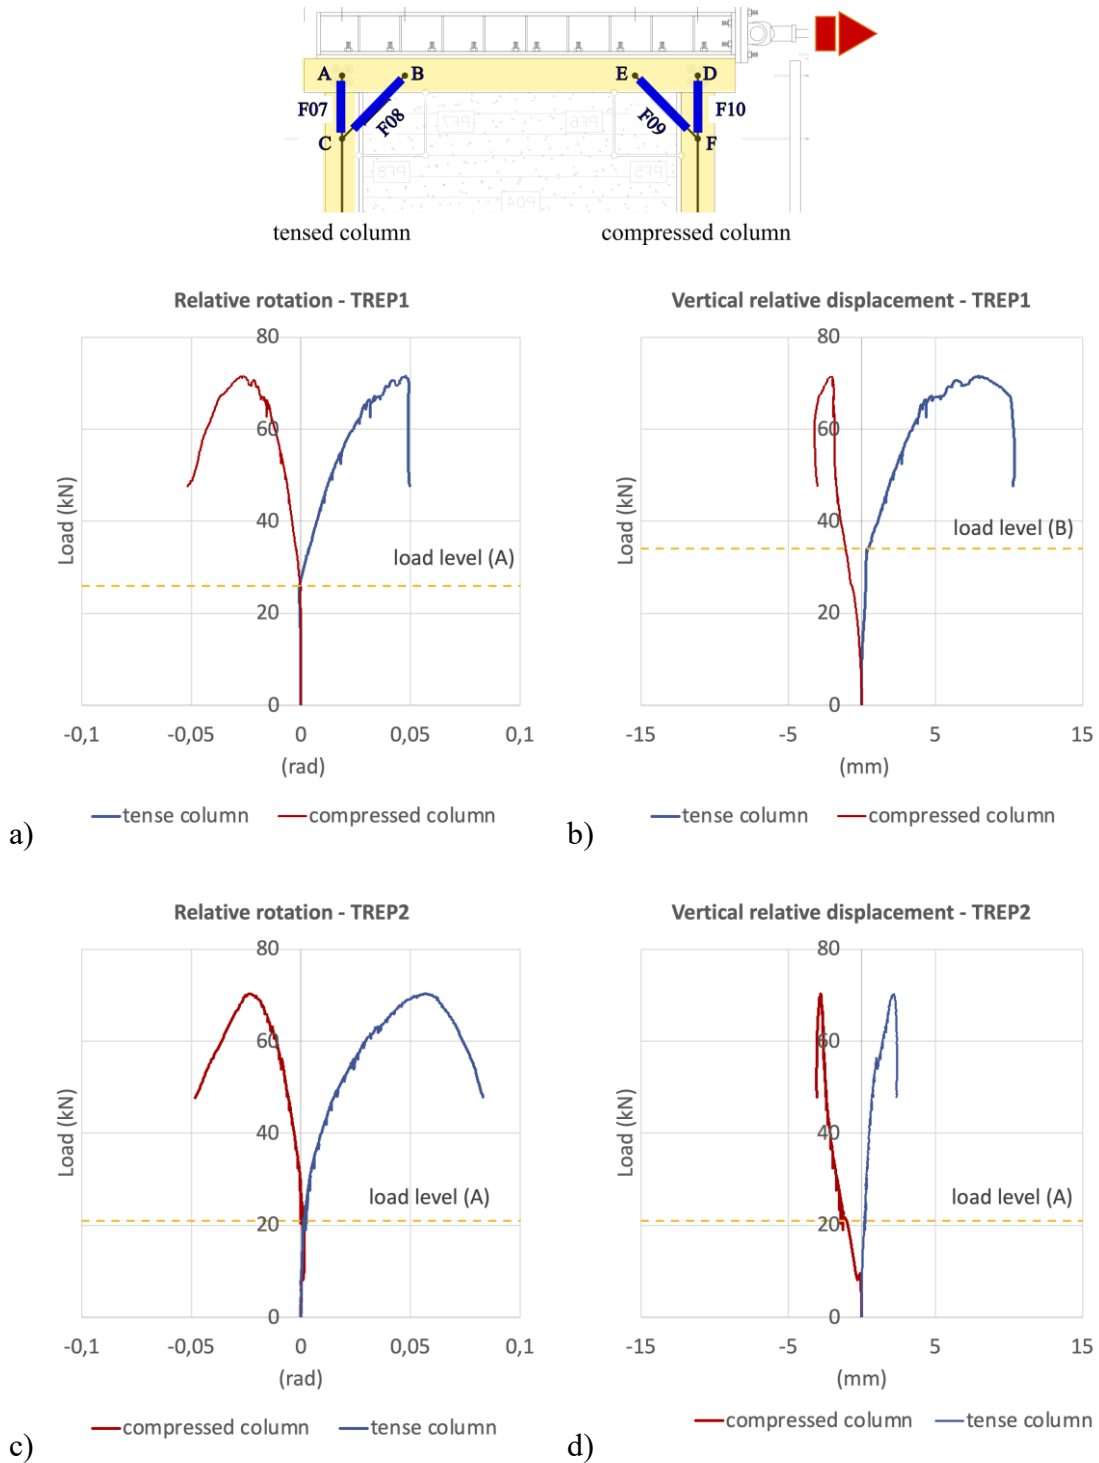 A B E D
F07 F08 F09 F10
C F
PF7 PF6
PF8 PF5
P04
tensed column compressed column
Relative rotation - TREP1
80
60
40
20
0
Load (kN)
load level (A)
-0,1 -0,05 0 0,05 0,1
(rad)
tense column compressed column
a)
Vertical relative displacement - TREP1
80
60
40
20
0
Load (kN)
load level (B)
-15 -5 5 15
(mm)
tense column compressed column
b)
Relative rotation - TREP2
80
60
40
20
0
Load (kN)
load level (A)
-0,1 -0,05 0 0,05 0,1
(rad)
compressed column tense column
c)
Vertical relative displacement - TREP2
80
60
40
20
0
Load (kN)
load level (A)
-15 -5 5 15
(mm)
compressed column tense column
d)